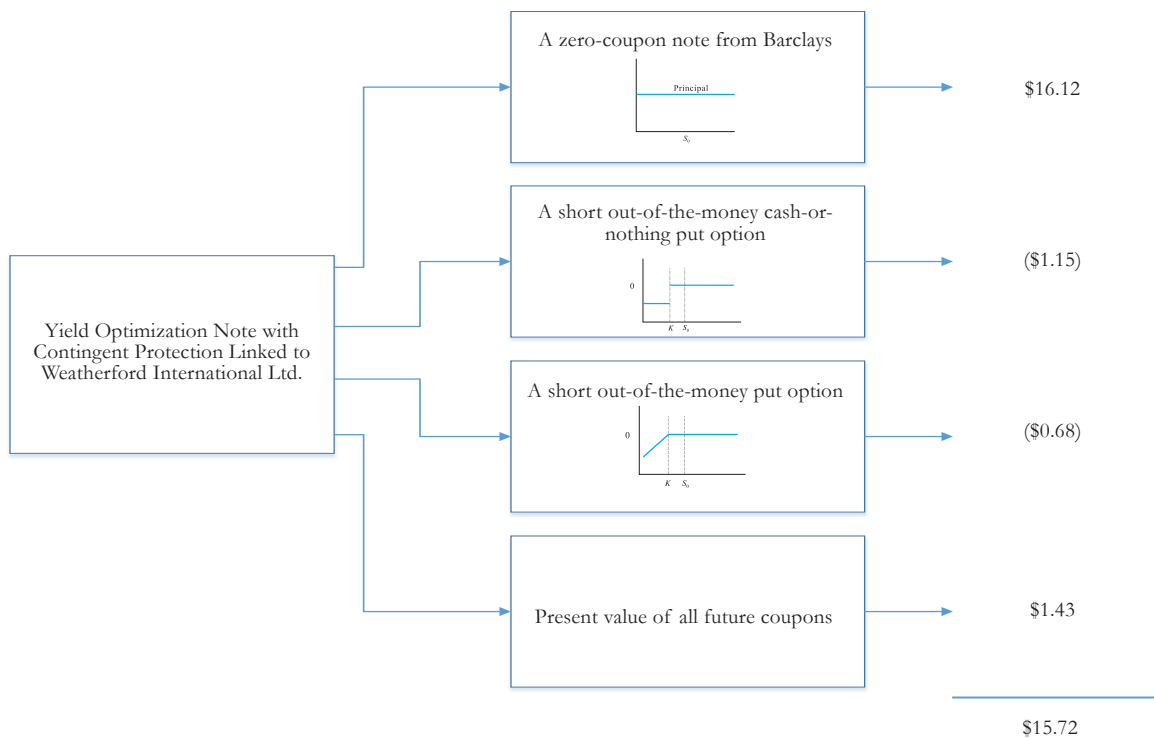 A zero-coupon note from Barclays
Principal
S₀
$16.12
A short out-of-the-money cash-or-
nothing put option
0
K S₀
($1.15)
Yield Optimization Note with
Contingent Protection Linked to
Weatherford International Ltd.
A short out-of-the-money put option
0
K S₀
($0.68)
Present value of all future coupons
$1.43
$15.72